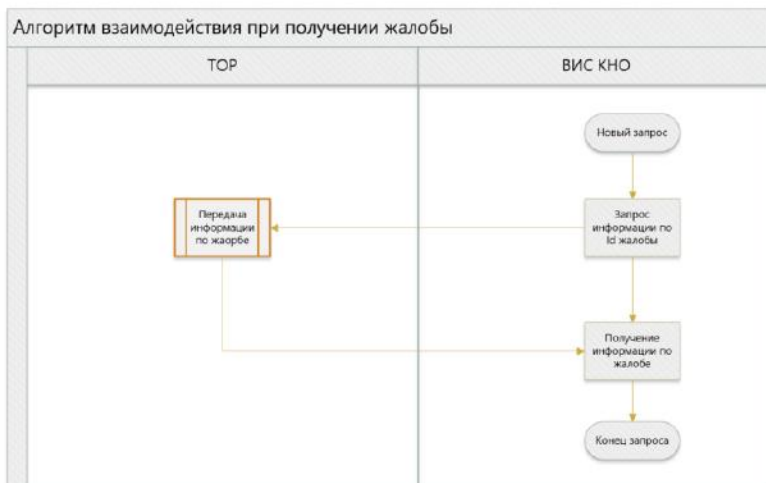 Алгоритм взаимодействия при получении жалобы
ТОР
ВИС КНО
Новый запрос
Передача
информации
по жаорбе
Запрос
информации по
Id жалобы
Получение
информации по
жалобе
Конец запроса